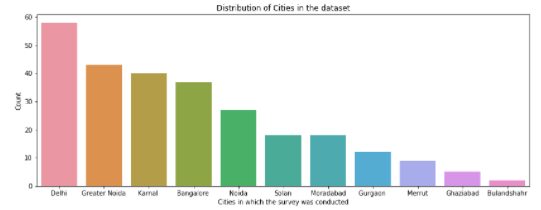 Distribution of Cities in the dataset
60
50
40
30
20
10
0
Count
Delhi Greater Noida Karnal Bangalore Noida Solan Moradabad Gurgaon Merrut Ghaziabad Bulandshahr
Cities in which the survey was conducted